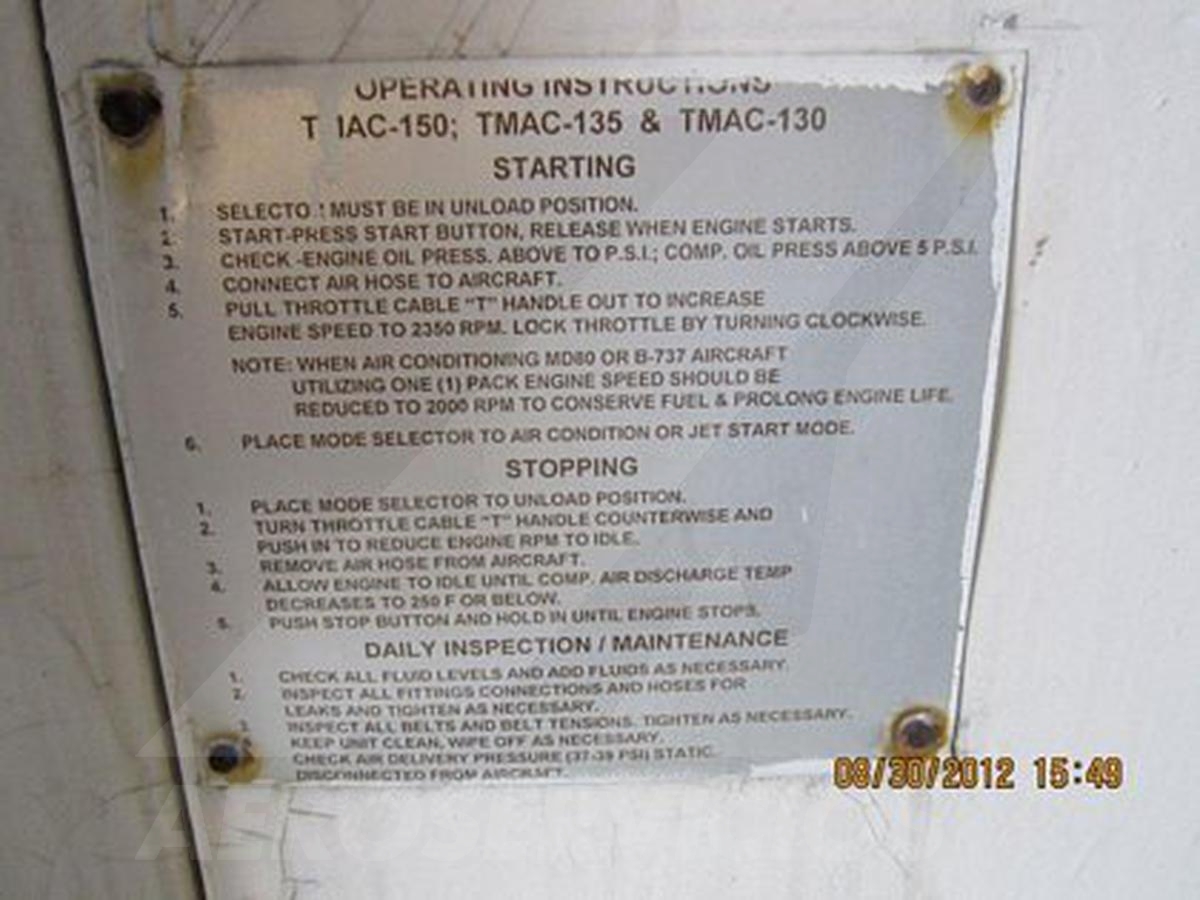 OPERATING INSTRUCTIONS
T IAC-150; TMAC-135 & TMAC-130
STARTING
1. SELECTO : MUST BE IN UNLOAD POSITION.
2. START-PRESS START BUTTON, RELEASE WHEN ENGINE STARTS.
3. CHECK -ENGINE OIL PRESS. ABOVE TO P.S.I.; COMP. OIL PRESS ABOVE 5 P.S.I.
4. CONNECT AIR HOSE TO AIRCRAFT.
5. PULL THROTTLE CABLE "T" HANDLE OUT TO INCREASE
ENGINE SPEED TO 2350 RPM. LOCK THROTTLE BY TURNING CLOCKWISE.
NOTE: WHEN AIR CONDITIONING MD80 OR B-737 AIRCRAFT
UTILIZING ONE (1) PACK ENGINE SPEED SHOULD BE
REDUCED TO 2000 RPM TO CONSERVE FUEL & PROLONG ENGINE LIFE.
6. PLACE MODE SELECTOR TO AIR CONDITION OR JET START MODE.
STOPPING
1. PLACE MODE SELECTOR TO UNLOAD POSITION.
2. TURN THROTTLE CABLE "T" HANDLE COUNTERWISE AND
PUSH IN TO REDUCE ENGINE RPM TO IDLE.
3. REMOVE AIR HOSE FROM AIRCRAFT.
4. ALLOW ENGINE TO IDLE UNTIL COMP. AIR DISCHARGE TEMP
DECREASES TO 250 F OR BELOW.
5. PUSH STOP BUTTON AND HOLD IN UNTIL ENGINE STOPS.
DAILY INSPECTION / MAINTENANCE
1. CHECK ALL FLUID LEVELS AND ADD FLUIDS AS NECESSARY.
2. INSPECT ALL FITTINGS CONNECTIONS AND HOSES FOR
LEAKS AND TIGHTEN AS NECESSARY.
3. INSPECT ALL BELTS AND BELT TENSIONS. TIGHTEN AS NECESSARY.
KEEP UNIT CLEAN, WIPE OFF AS NECESSARY.
CHECK AIR DELIVERY PRESSURE (37-39 PSI) STATIC.
DISCONNECTED FROM AIRCRAFT.
08/30/2012 15:49